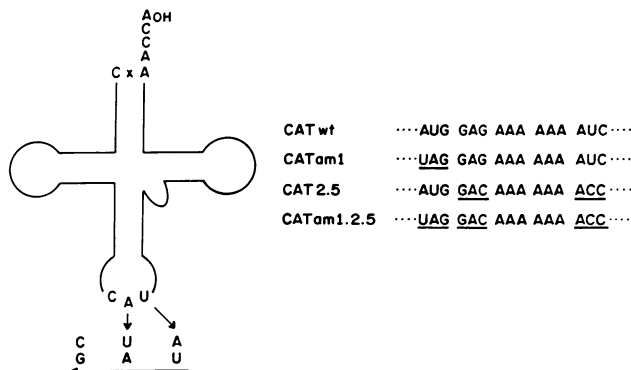 AOH
C
C
A
A
C x A
C A U
C U A
G A U
CATwt ····AUG GAG AAA AAA AUC····
CATam1 ····UAG GAG AAA AAA AUC····
CAT2.5 ····AUG GAC AAA AAA ACC····
CATam1.2.5 ····UAG GAC AAA AAA ACC····